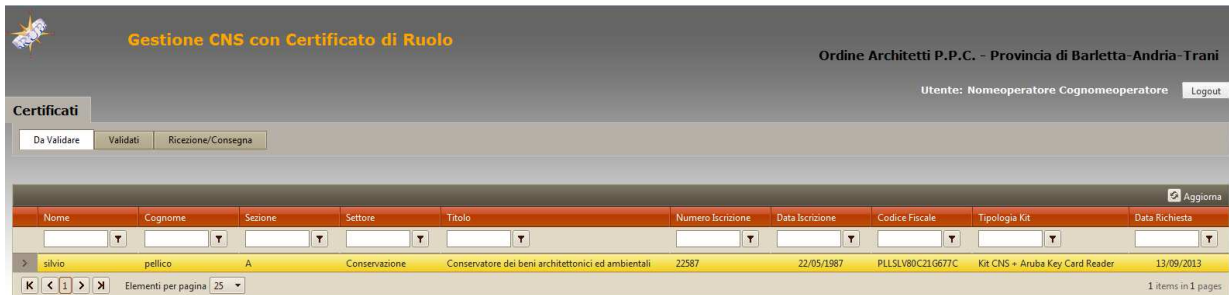 Gestione CNS con Certificato di Ruolo
Ordine Architetti P.P.C. - Provincia di Barletta-Andria-Trani
Utente: Nomeoperatore Cognomeoperatore Logout
Certificati
Da Validare Validati Ricezione/Consegna
Aggiorna
Nome Cognome Sezione Settore Titolo Numero Iscrizione Data Iscrizione Codice Fiscale Tipologia Kit Data Richiesta
silvio pellico A Conservazione Conservatore dei beni architettonici ed ambientali 22587 22/05/1987 PLLSLV80C21G677C Kit CNS + Aruba Key Card Reader 13/09/2013
1 Elementi per pagina 25 1 items in 1 pages